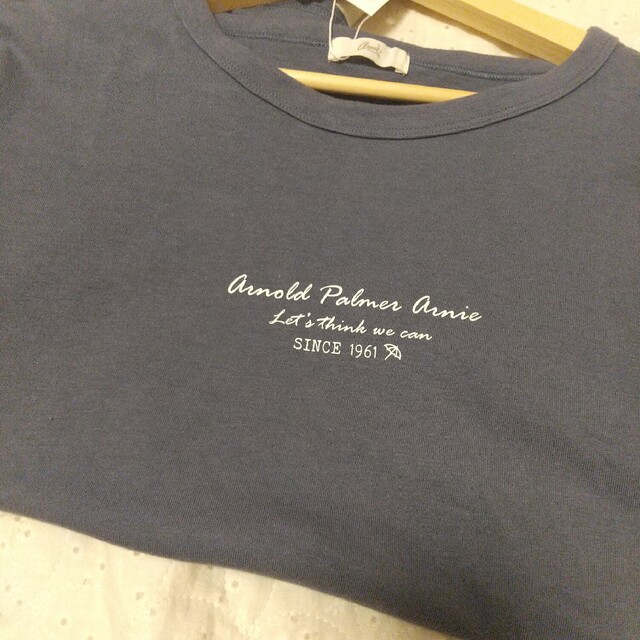 Arnold Palmer Arnie
Let's think we can
SINCE 1961